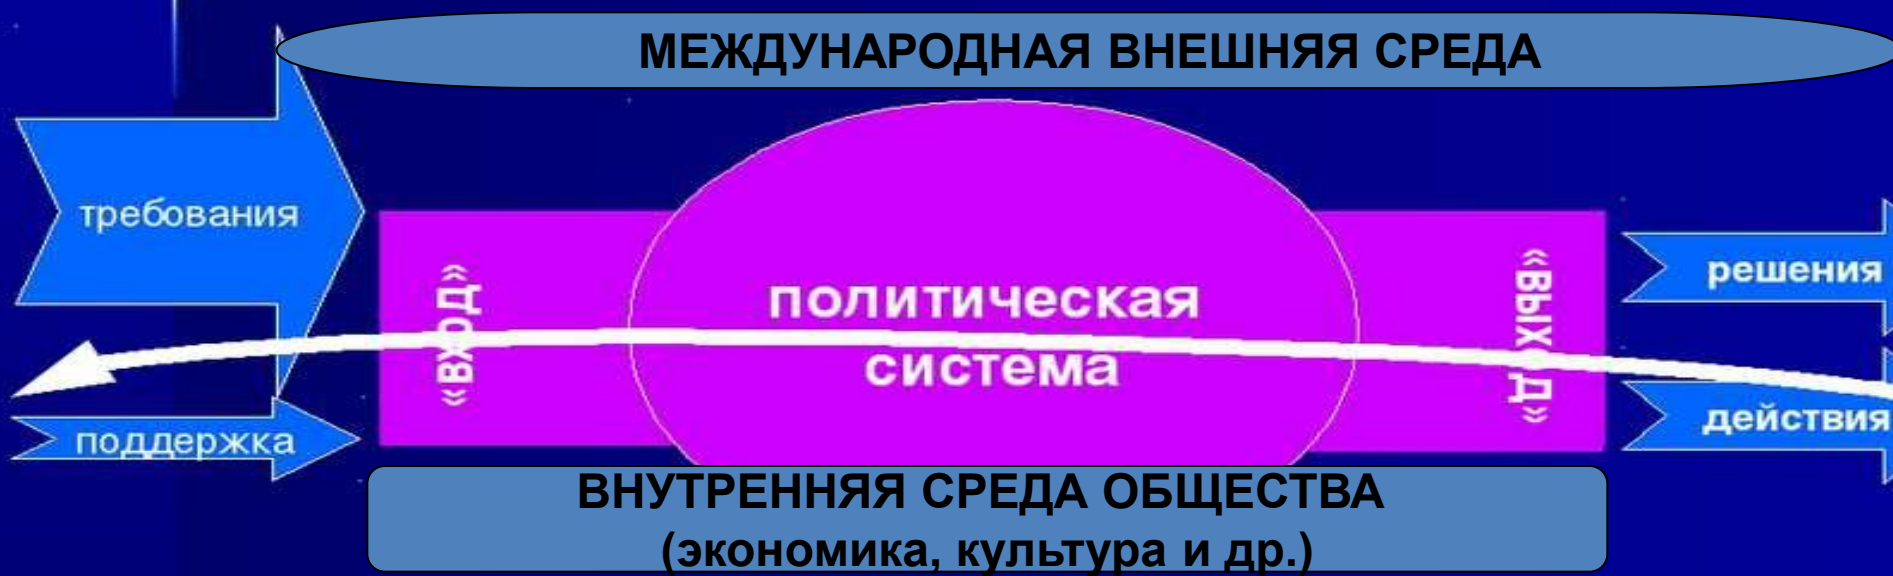 МЕЖДУНАРОДНАЯ ВНЕШНЯЯ СРЕДА
требования
поддержка
«ВХОД»
политическая
система
«ВЫХОД»
решения
действия
ВНУТРЕННЯЯ СРЕДА ОБЩЕСТВА
(экономика, культура и др.)